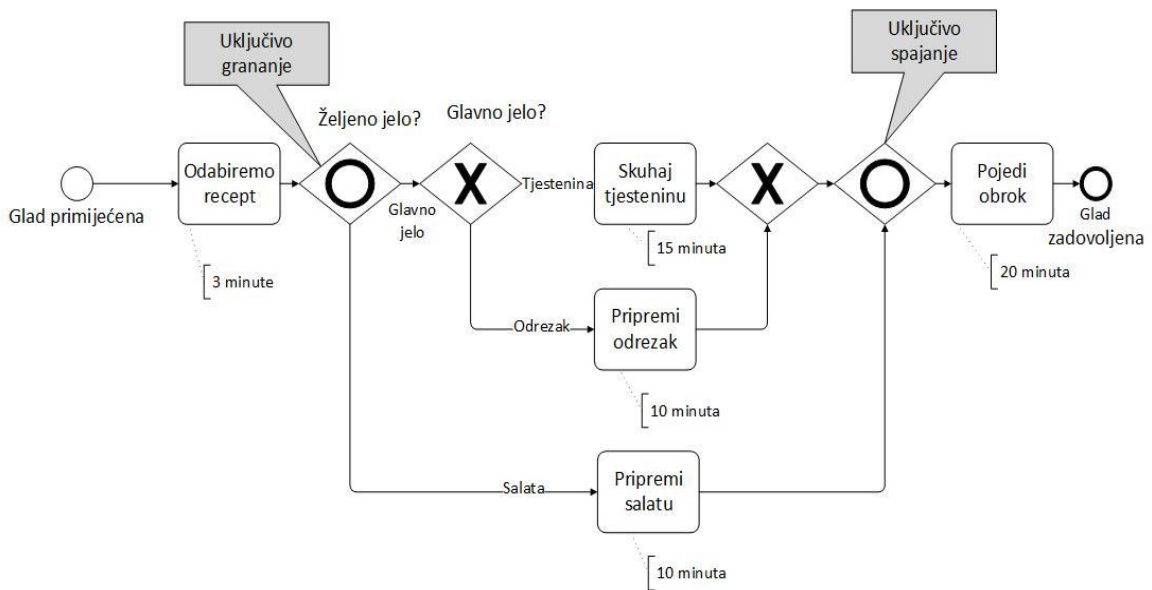 Uključivo
grananje
Uključivo
spajanje
Željeno jelo?
Glavno jelo?
Glad primijećena
Odabiremo
recept
3 minute
Glavno
jelo
X
Tjestenina
Skuhaj
tjesteninu
15 minuta
X
Pojedi
obrok
20 minuta
Glad
zadovoljena
Odrezak
Pripremi
odrezak
10 minuta
Salata
Pripremi
salatu
10 minuta